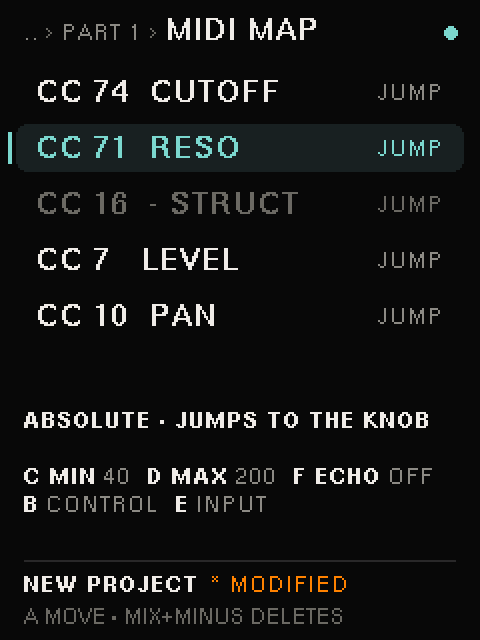 .. > PART 1 > MIDI MAP
CC 74 CUTOFF JUMP
CC 71 RESO JUMP
CC 16 - STRUCT JUMP
CC 7 LEVEL JUMP
CC 10 PAN JUMP
ABSOLUTE · JUMPS TO THE KNOB
C MIN 40 D MAX 200 F ECHO OFF
B CONTROL E INPUT
NEW PROJECT * MODIFIED
A MOVE · MIX+MINUS DELETES